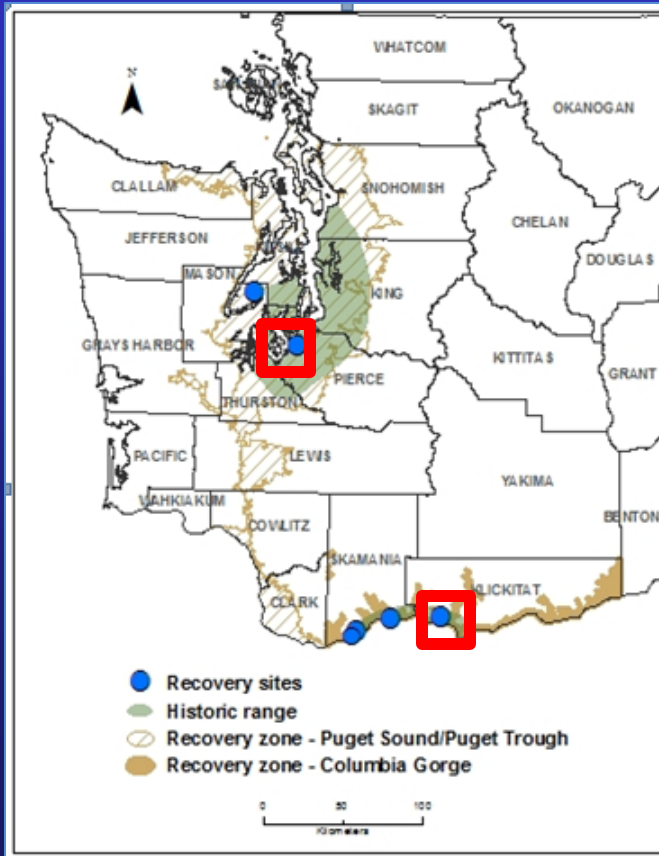 WHATCOM
N
SKAGIT
OKANOGAN
CLALLAM
SNOHOMISH
CHELAN
JEFFERSON
DOUGLAS
MASON
KING
GRAYS HARBOR
KITTITAS
GRANT
PIERCE
THURSTON
PACIFIC
LEWIS
YAKIMA
WAHKIAKUM
BENTON
COWLITZ
SKAMANIA
KLICKITAT
CLARK
Recovery sites
Historic range
Recovery zone - Puget Sound/Puget Trough
Recovery zone - Columbia Gorge
0 50 100
Kilometers